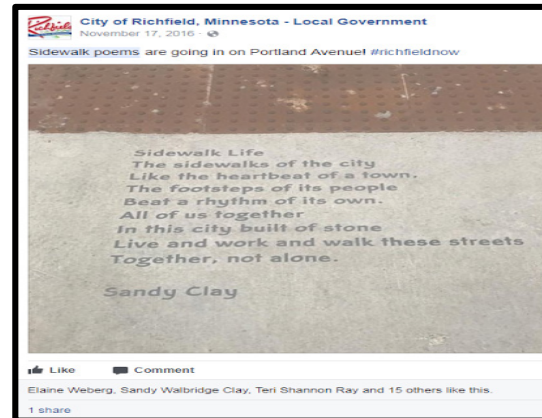 Richfield
City of Richfield, Minnesota - Local Government
November 17, 2016 ·
Sidewalk poems are going in on Portland Avenue! #richfieldnow
Sidewalk Life
The sidewalks of the city
Like the heartbeat of a town.
The footsteps of its people
Beat a rhythm of its own.
All of us together
In this city built of stone
Live and work and walk these streets
Together, not alone.
Sandy Clay
Like Comment
Elaine Weberg, Sandy Walbridge Clay, Teri Shannon Ray and 15 others like this.
1 share